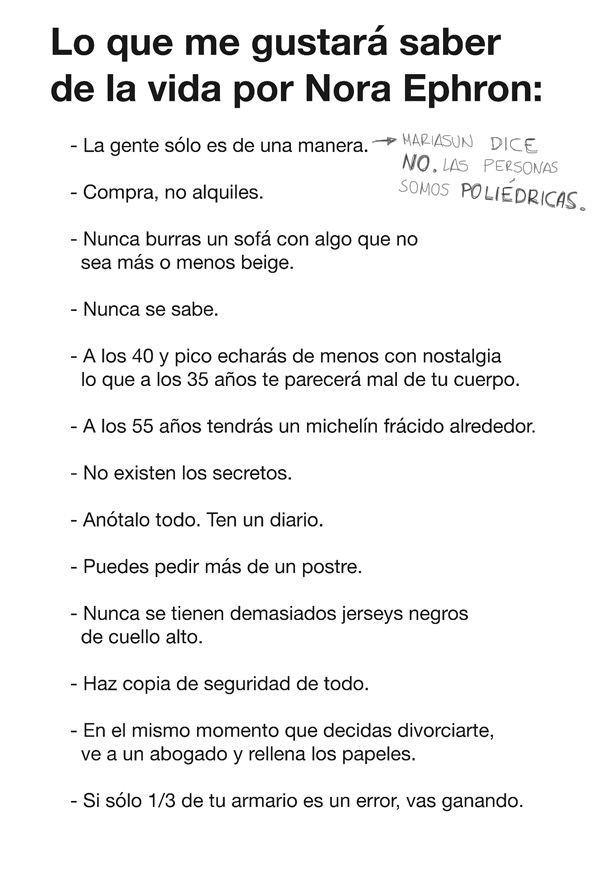 Lo que me gustará saber
de la vida por Nora Ephron:
- La gente sólo es de una manera.
MARIASUN DICE
NO. LAS PERSONAS
SOMOS POLIÉDRICAS.
- Compra, no alquiles.
- Nunca burras un sofá con algo que no
sea más o menos beige.
- Nunca se sabe.
- A los 40 y pico echarás de menos con nostalgia
lo que a los 35 años te parecerá mal de tu cuerpo.
- A los 55 años tendrás un michelín frácido alrededor.
- No existen los secretos.
- Anótalo todo. Ten un diario.
- Puedes pedir más de un postre.
- Nunca se tienen demasiados jerseys negros
de cuello alto.
- Haz copia de seguridad de todo.
- En el mismo momento que decidas divorciarte,
ve a un abogado y rellena los papeles.
- Si sólo 1/3 de tu armario es un error, vas ganando.